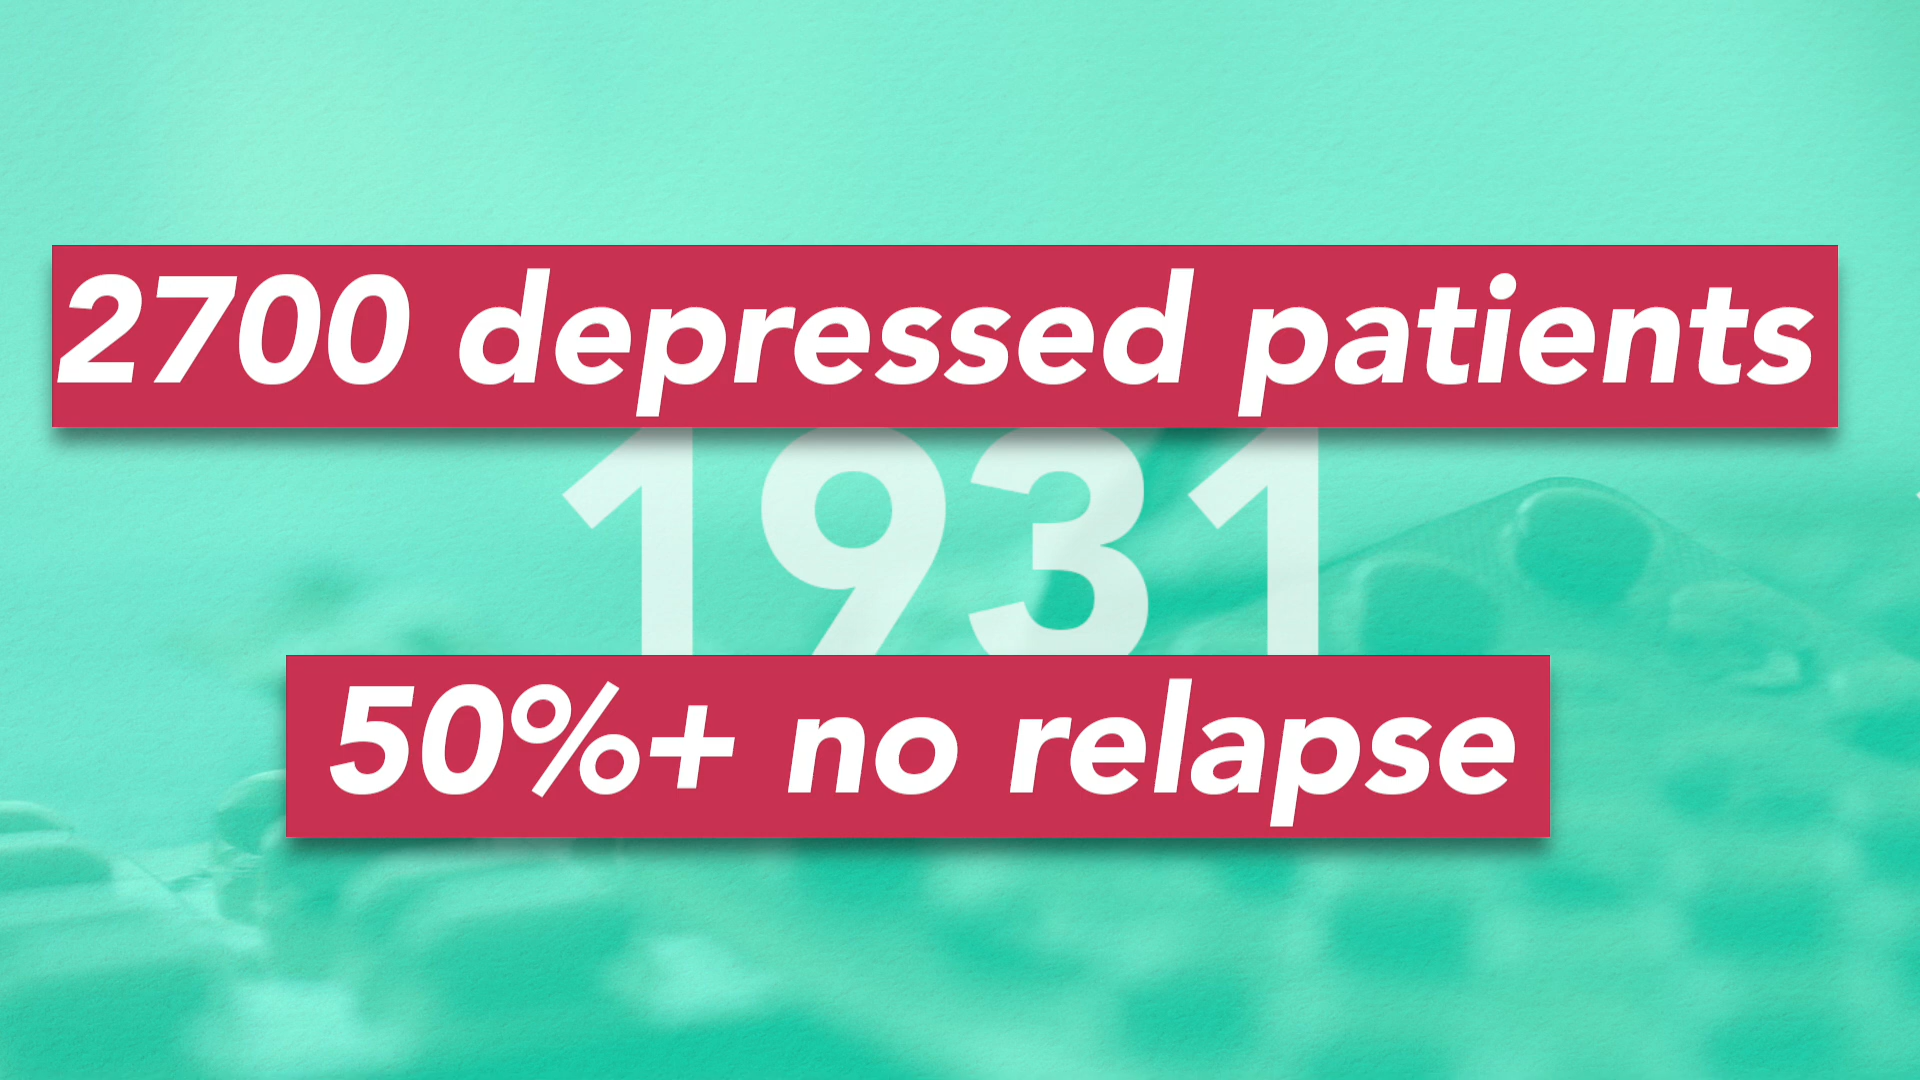 2700 depressed patients
1931
50%+ no relapse